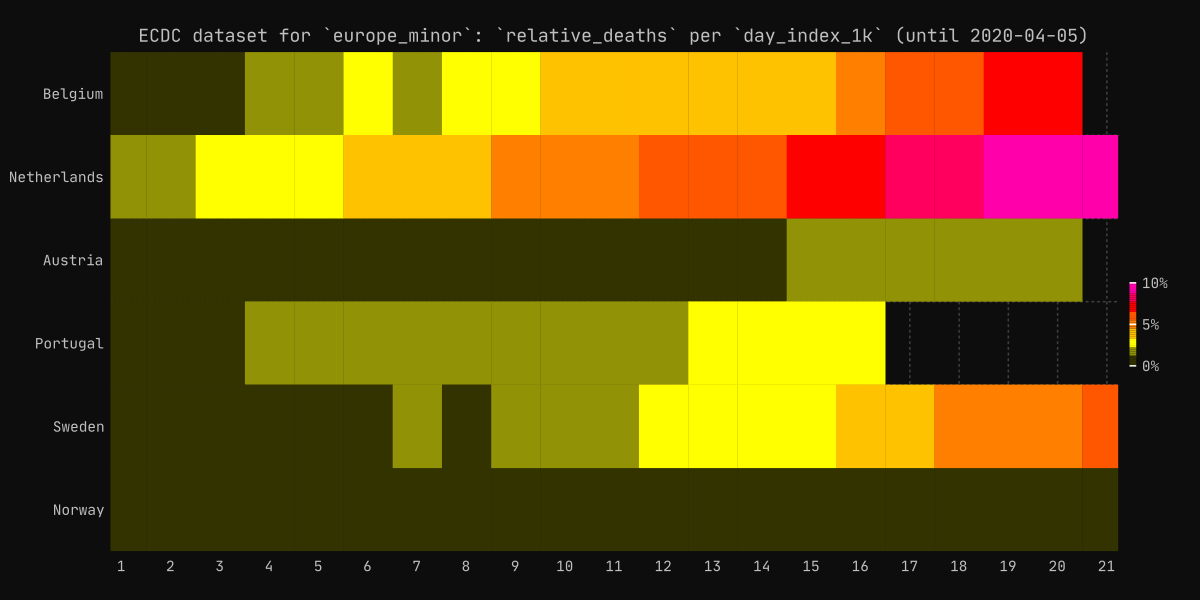 ECDC dataset for `europe_minor`: `relative_deaths` per `day_index_1k` (until 2020-04-05)
Belgium
Netherlands
Austria
Portugal
Sweden
Norway
10%
5%
0%
1 2 3 4 5 6 7 8 9 10 11 12 13 14 15 16 17 18 19 20 21